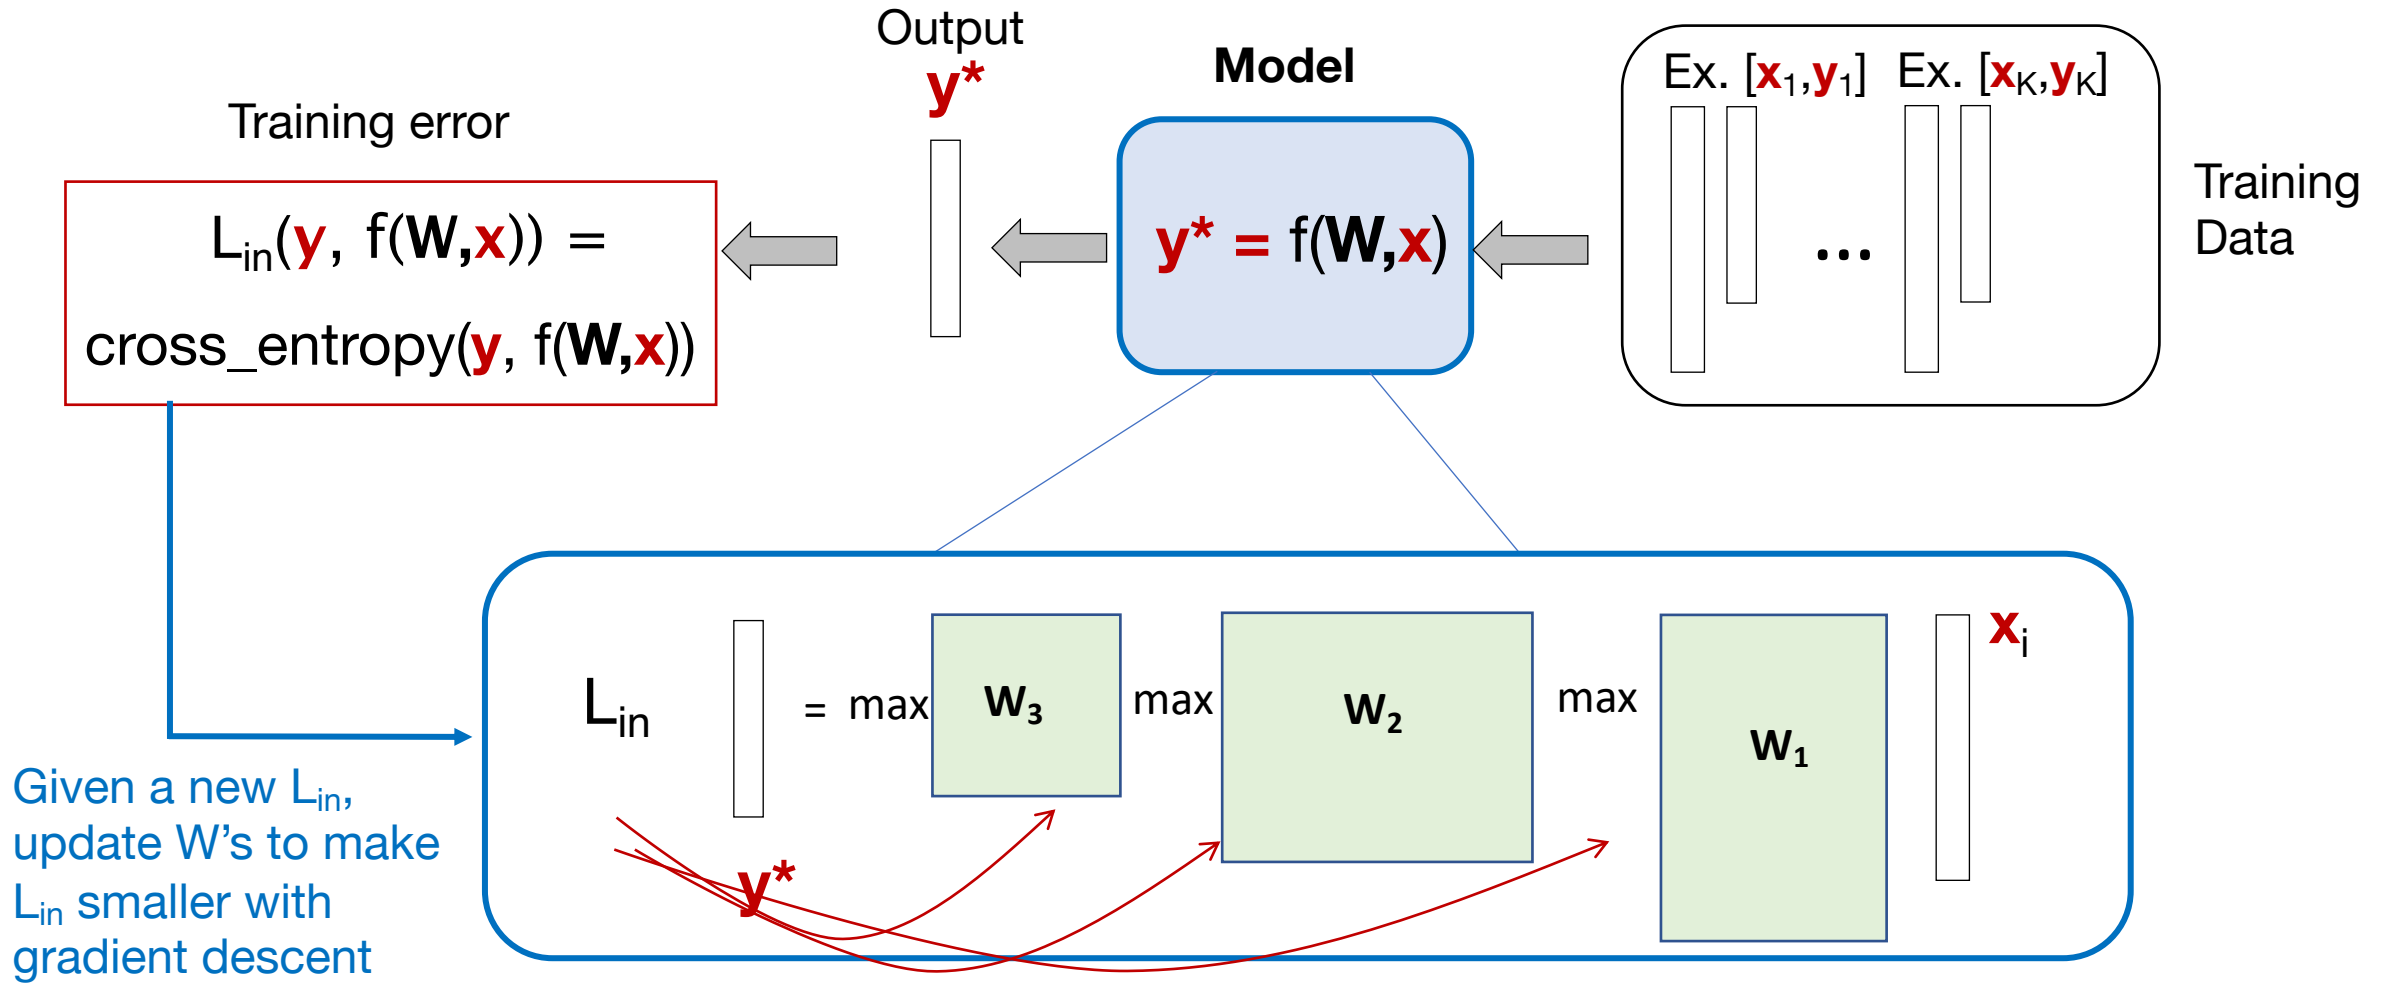 Output
y*
Model
Ex. [x1,y1] Ex. [xK,yK]
Training error
Training
Data
Lin(y, f(W,x)) =
cross_entropy(y, f(W,x))
y* = f(W,x)
...
Lin
= max
W3
max
W2
max
W1
xi
y*
Given a new Lin,
update W's to make
Lin smaller with
gradient descent